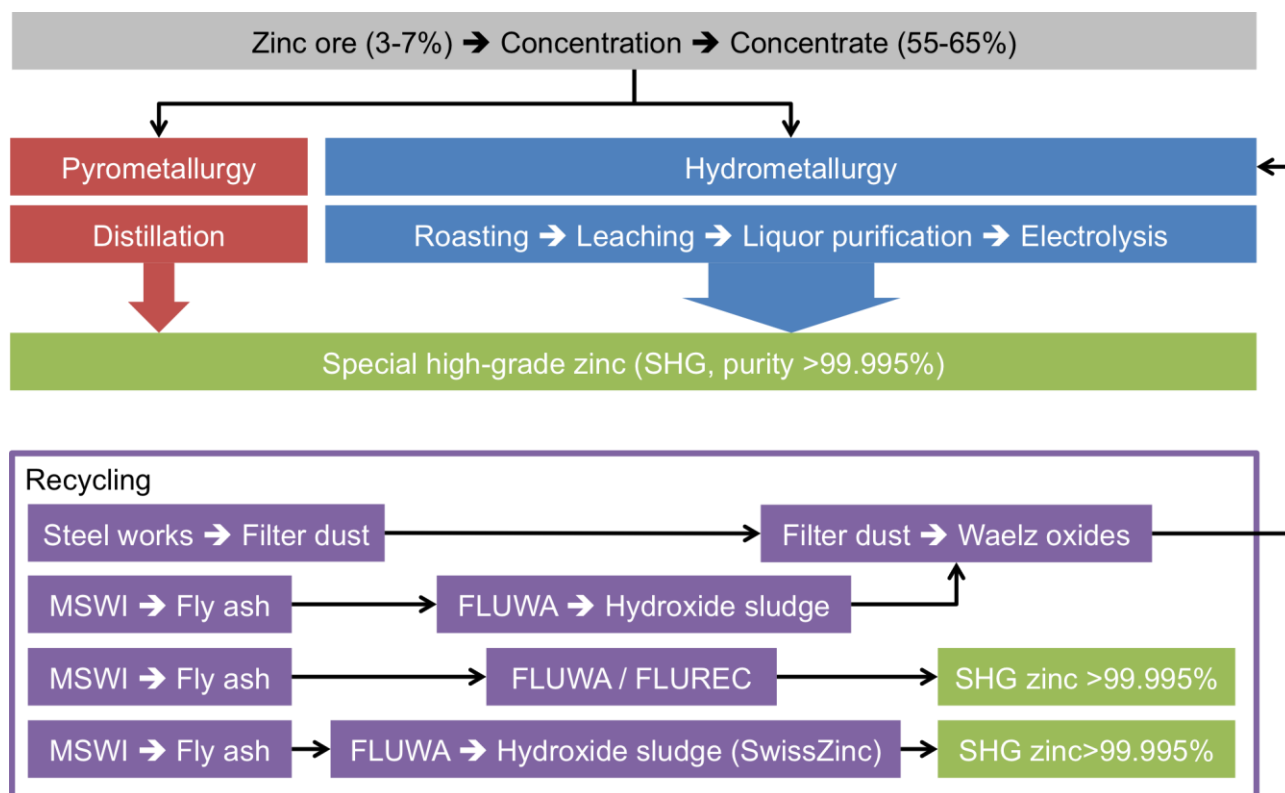 Zinc ore (3-7%) ➔ Concentration ➔ Concentrate (55-65%)
Pyrometallurgy
Hydrometallurgy
Distillation
Roasting ➔ Leaching ➔ Liquor purification ➔ Electrolysis
Special high-grade zinc (SHG, purity >99.995%)
Recycling
Steel works ➔ Filter dust
Filter dust ➔ Waelz oxides
MSWI ➔ Fly ash
FLUWA ➔ Hydroxide sludge
MSWI ➔ Fly ash
FLUWA / FLUREC
SHG zinc >99.995%
MSWI ➔ Fly ash
FLUWA ➔ Hydroxide sludge (SwissZinc)
SHG zinc>99.995%